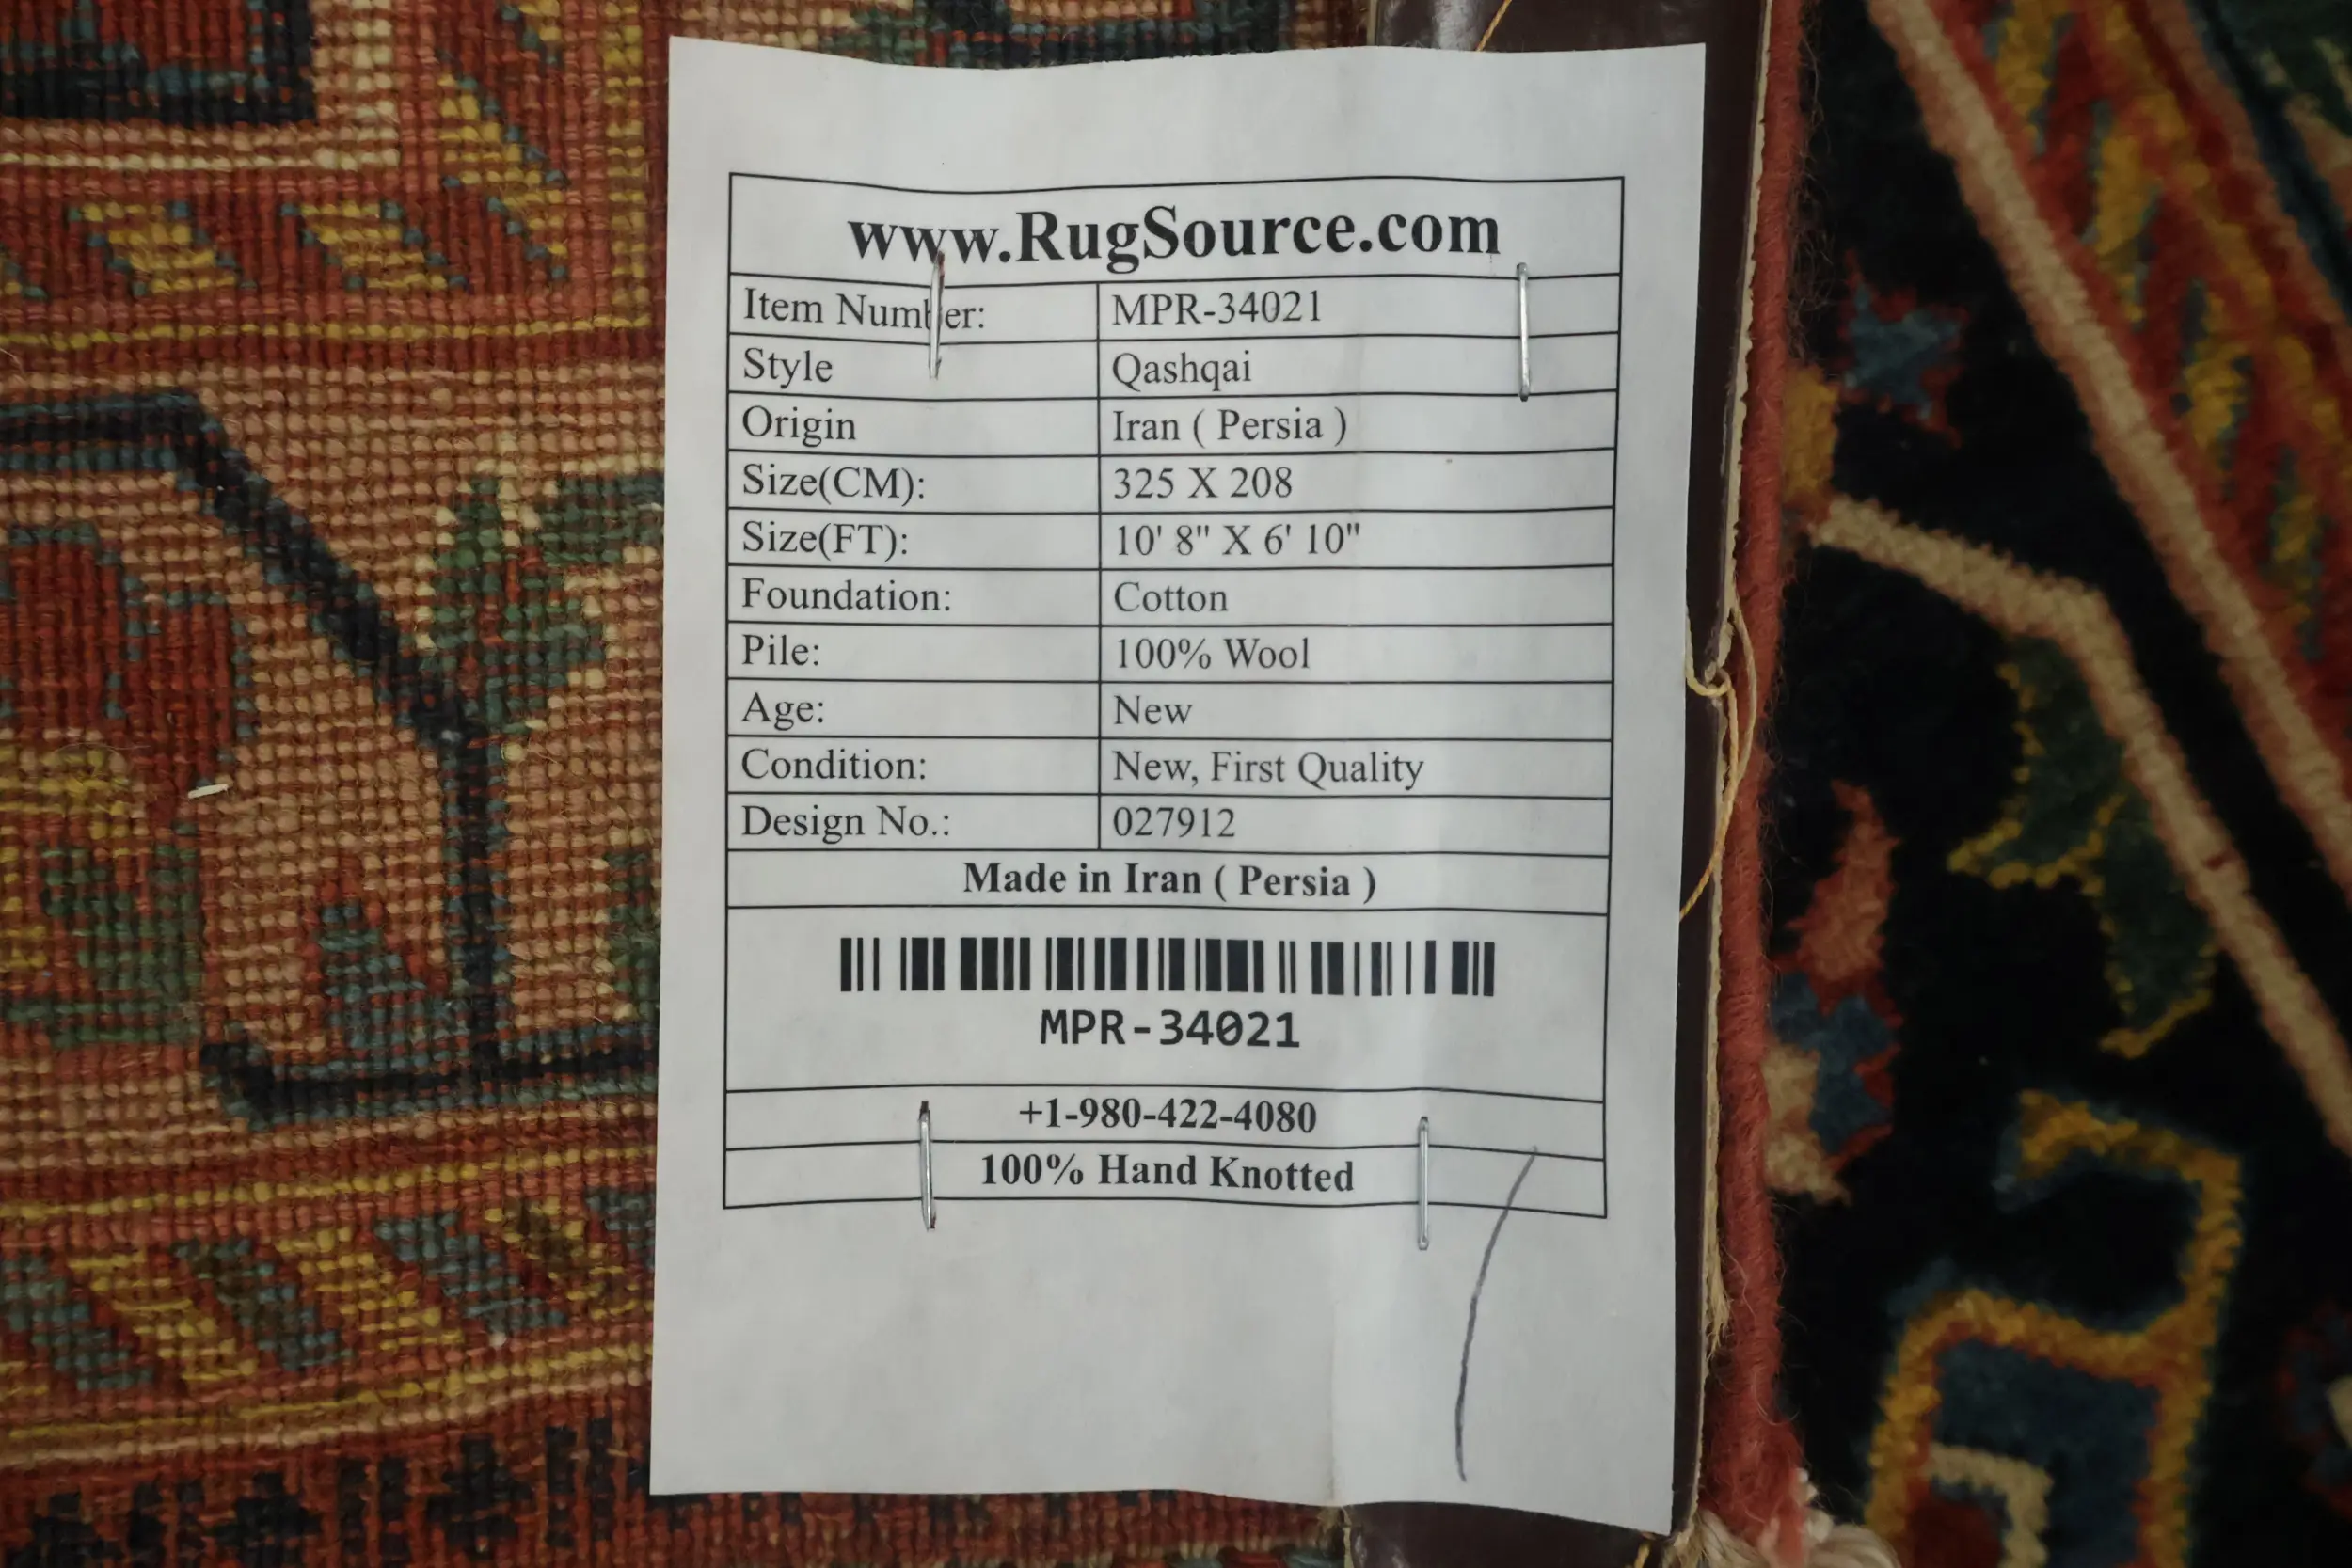 www.RugSource.com
Item Number: MPR-34021
Style Qashqai
Origin Iran ( Persia )
Size(CM): 325 X 208
Size(FT): 10' 8" X 6' 10"
Foundation: Cotton
Pile: 100% Wool
Age: New
Condition: New, First Quality
Design No.: 027912
Made in Iran ( Persia )
MPR-34021
+1-980-422-4080
100% Hand Knotted